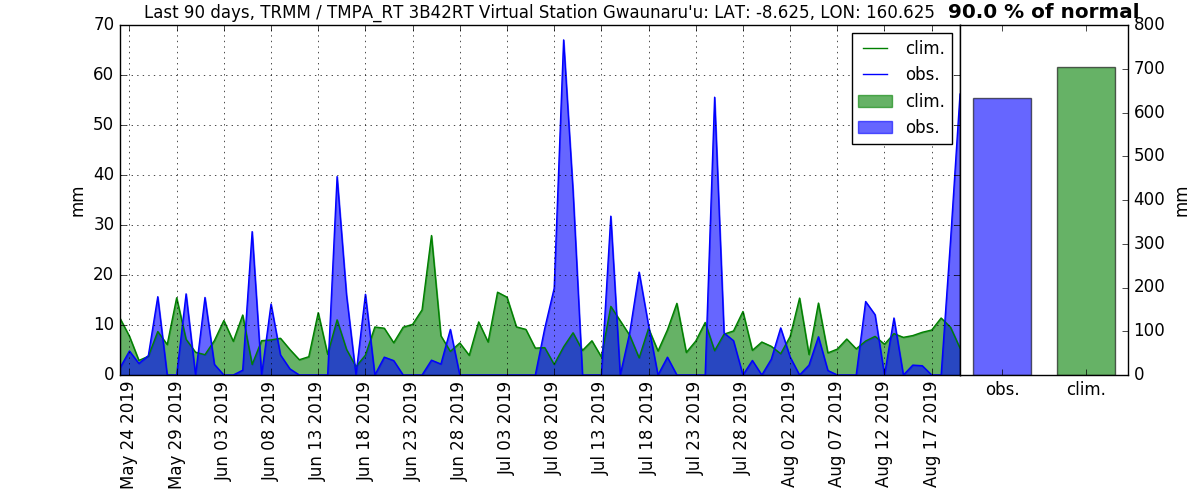 Last 90 days, TRMM / TMPA_RT 3B42RT Virtual Station Gwaunaru'u: LAT: -8.625, LON: 160.625 90.0 % of normal
70
60
50
40
30
20
10
0
mm
clim.
obs.
clim.
obs.
800
700
600
500
400
300
200
100
0
mm
May 24 2019
May 29 2019
Jun 03 2019
Jun 08 2019
Jun 13 2019
Jun 18 2019
Jun 23 2019
Jun 28 2019
Jul 03 2019
Jul 08 2019
Jul 13 2019
Jul 18 2019
Jul 23 2019
Jul 28 2019
Aug 02 2019
Aug 07 2019
Aug 12 2019
Aug 17 2019
obs.
clim.